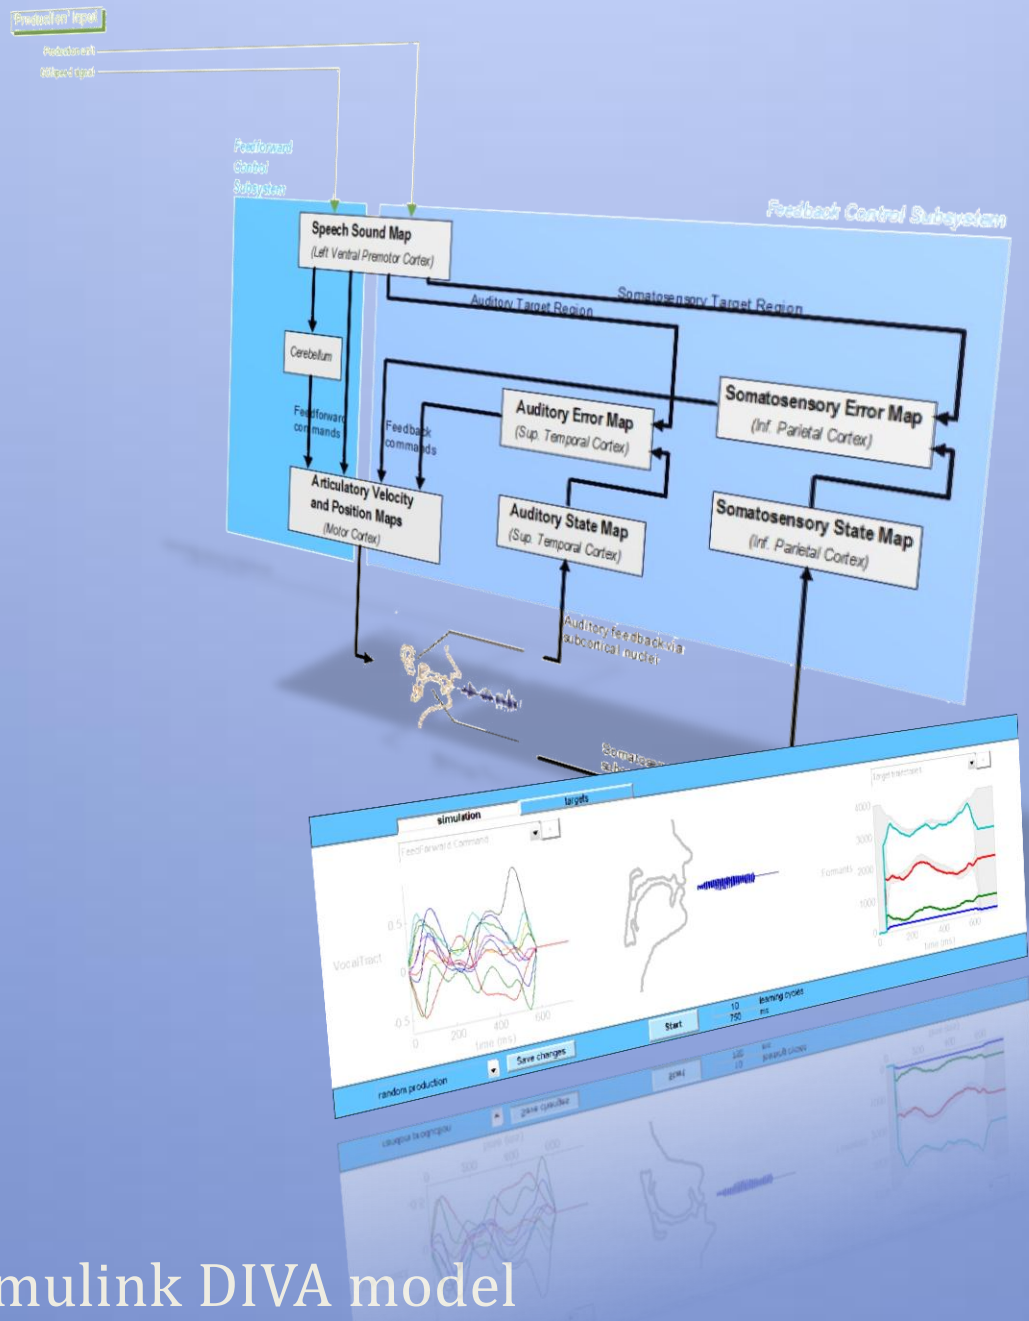 Feedforward
Control
Subsystem
Feedback Control Subsystem
Speech Sound Map
(Left Ventral Premotor Cortex)
Auditory Target Region
Somatosensory Target Region
Cerebellum
Feedforward
commands
Feedback
commands
Auditory Error Map
(Sup. Temporal Cortex)
Somatosensory Error Map
(Inf. Parietal Cortex)
Articulatory Velocity
and Position Maps
(Motor Cortex)
Auditory State Map
(Sup. Temporal Cortex)
Somatosensory State Map
(Inf. Parietal Cortex)
Auditory feedback via
subcortical nuclei
simulation
targets
FeedForward Command
VocalTract
0.5
0
0.5
0 200 400 600
time (ms)
Formants
4000
3000
2000
1000
0
0 200 400 600
time (ms)
random production
Save changes
Start
10 learning cycles
750 ms
mulink DIVA model